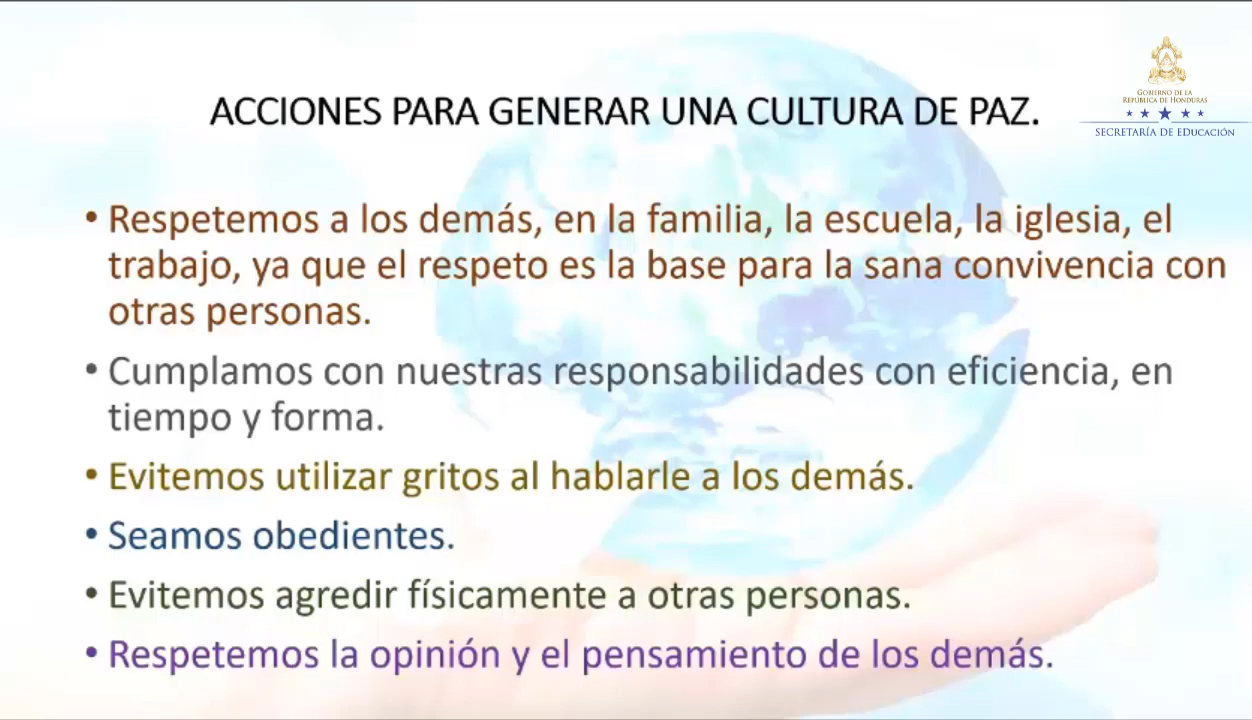 GOBIERNO DE LA
REPÚBLICA DE HONDURAS
SECRETARÍA DE EDUCACIÓN
ACCIONES PARA GENERAR UNA CULTURA DE PAZ.
• Respetemos a los demás, en la familia, la escuela, la iglesia, el
trabajo, ya que el respeto es la base para la sana convivencia con
otras personas.
• Cumplamos con nuestras responsabilidades con eficiencia, en
tiempo y forma.
• Evitemos utilizar gritos al hablarle a los demás.
• Seamos obedientes.
• Evitemos agredir físicamente a otras personas.
• Respetemos la opinión y el pensamiento de los demás.